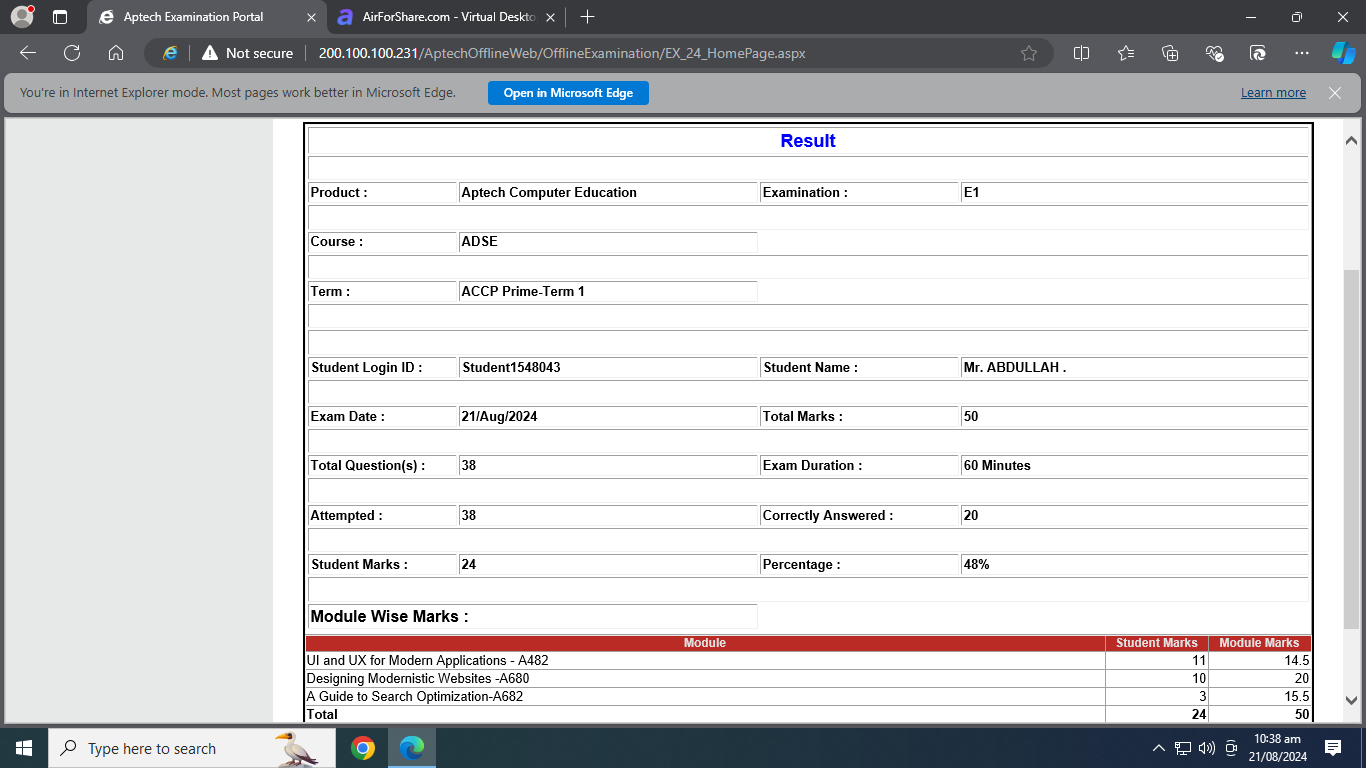 Aptech Examination Portal
AirForShare.com - Virtual Deskto
Not secure
200.100.100.231/AptechOfflineWeb/OfflineExamination/EX_24_HomePage.aspx
You're in Internet Explorer mode. Most pages work better in Microsoft Edge.
Open in Microsoft Edge
Learn more
Result
Product : Aptech Computer Education Examination : E1
Course : ADSE
Term : ACCP Prime-Term 1
Student Login ID : Student1548043 Student Name : Mr. ABDULLAH .
Exam Date : 21/Aug/2024 Total Marks : 50
Total Question(s) : 38 Exam Duration : 60 Minutes
Attempted : 38 Correctly Answered : 20
Student Marks : 24 Percentage : 48%
Module Wise Marks :
Module Student Marks Module Marks
UI and UX for Modern Applications - A482 11 14.5
Designing Modernistic Websites -A680 10 20
A Guide to Search Optimization-A682 3 15.5
Total 24 50
Type here to search
10:38 am
21/08/2024